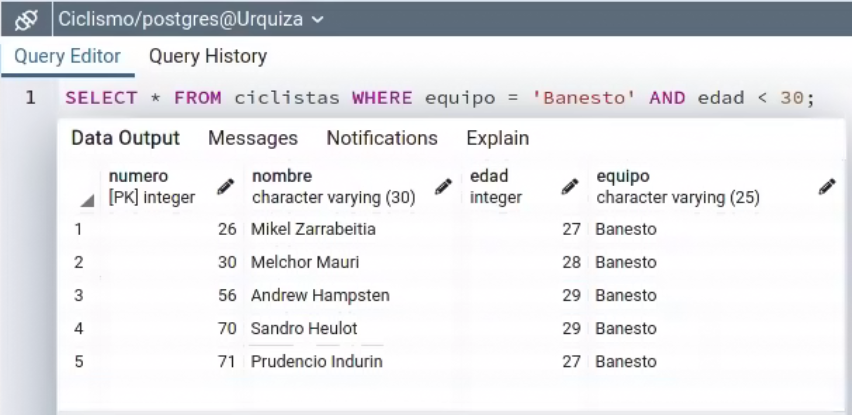 Ciclismo/postgres@Urquiza
Query Editor Query History
1 SELECT * FROM ciclistas WHERE equipo = 'Banesto' AND edad < 30;
Data Output Messages Notifications Explain
numero nombre edad equipo
[PK] integer character varying (30) integer character varying (25)
1 26 Mikel Zarrabeitia 27 Banesto
2 30 Melchor Mauri 28 Banesto
3 56 Andrew Hampsten 29 Banesto
4 70 Sandro Heulot 29 Banesto
5 71 Prudencio Indurin 27 Banesto